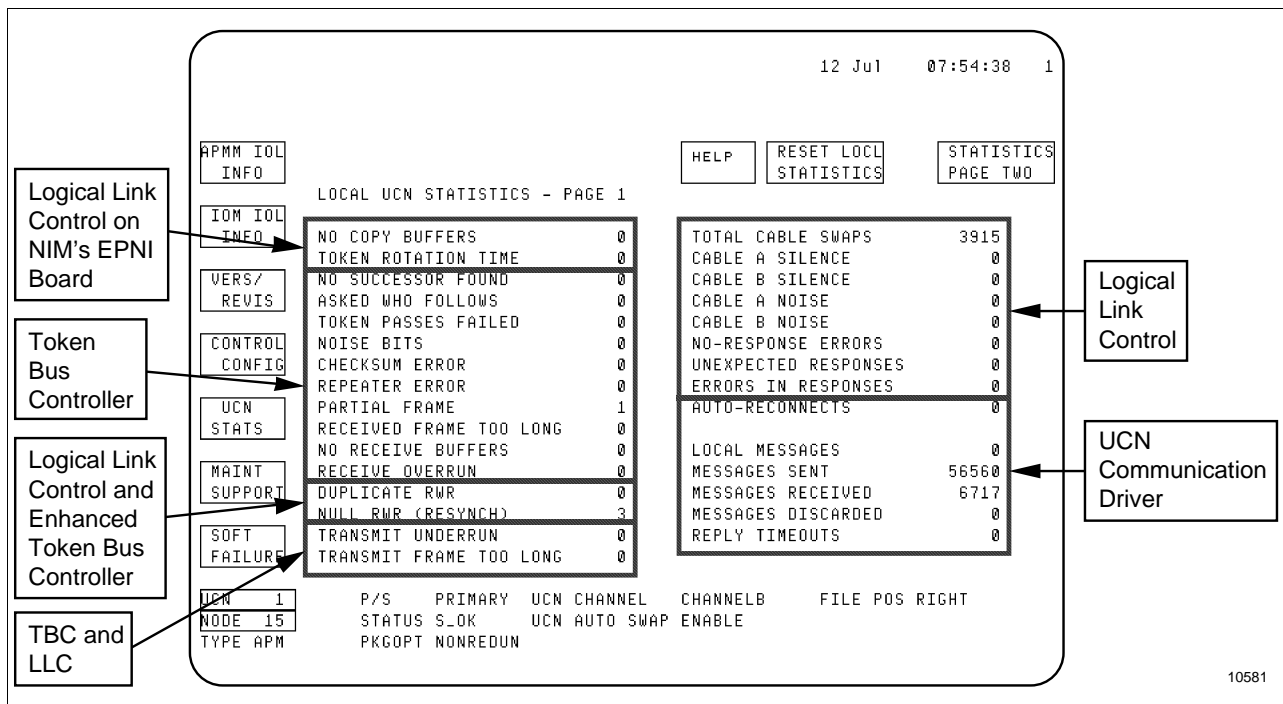 12 Jul 07:54:38 1
APMM IOL
INFO
IOM IOL
INFO
VERS/
REVIS
CONTROL
CONFIG
UCN
STATS
MAINT
SUPPORT
SOFT
FAILURE
HELP
RESET LOCL
STATISTICS
STATISTICS
PAGE TWO
LOCAL UCN STATISTICS - PAGE 1
NO COPY BUFFERS 0
TOKEN ROTATION TIME 0
NO SUCCESSOR FOUND 0
ASKED WHO FOLLOWS 0
TOKEN PASSES FAILED 0
NOISE BITS 0
CHECKSUM ERROR 0
REPEATER ERROR 0
PARTIAL FRAME 1
RECEIVED FRAME TOO LONG 0
NO RECEIVE BUFFERS 0
RECEIVE OVERRUN 0
DUPLICATE RWR 0
NULL RWR (RESYNCH) 3
TRANSMIT UNDERRUN 0
TRANSMIT FRAME TOO LONG 0
TOTAL CABLE SWAPS 3915
CABLE A SILENCE 0
CABLE B SILENCE 0
CABLE A NOISE 0
CABLE B NOISE 0
NO-RESPONSE ERRORS 0
UNEXPECTED RESPONSES 0
ERRORS IN RESPONSES 0
AUTO-RECONNECTS 0
LOCAL MESSAGES 0
MESSAGES SENT 56560
MESSAGES RECEIVED 6717
MESSAGES DISCARDED 0
REPLY TIMEOUTS 0
UCN 1 P/S PRIMARY UCN CHANNEL CHANNELB FILE POS RIGHT
NODE 15 STATUS S_OK UCN AUTO SWAP ENABLE
TYPE APM PKGOPT NONREDUN
Logical Link
Control on
NIM's EPNI
Board
Token
Bus
Controller
Logical Link
Control and
Enhanced
Token Bus
Controller
TBC and
LLC
Logical
Link
Control
UCN
Communication
Driver
10581